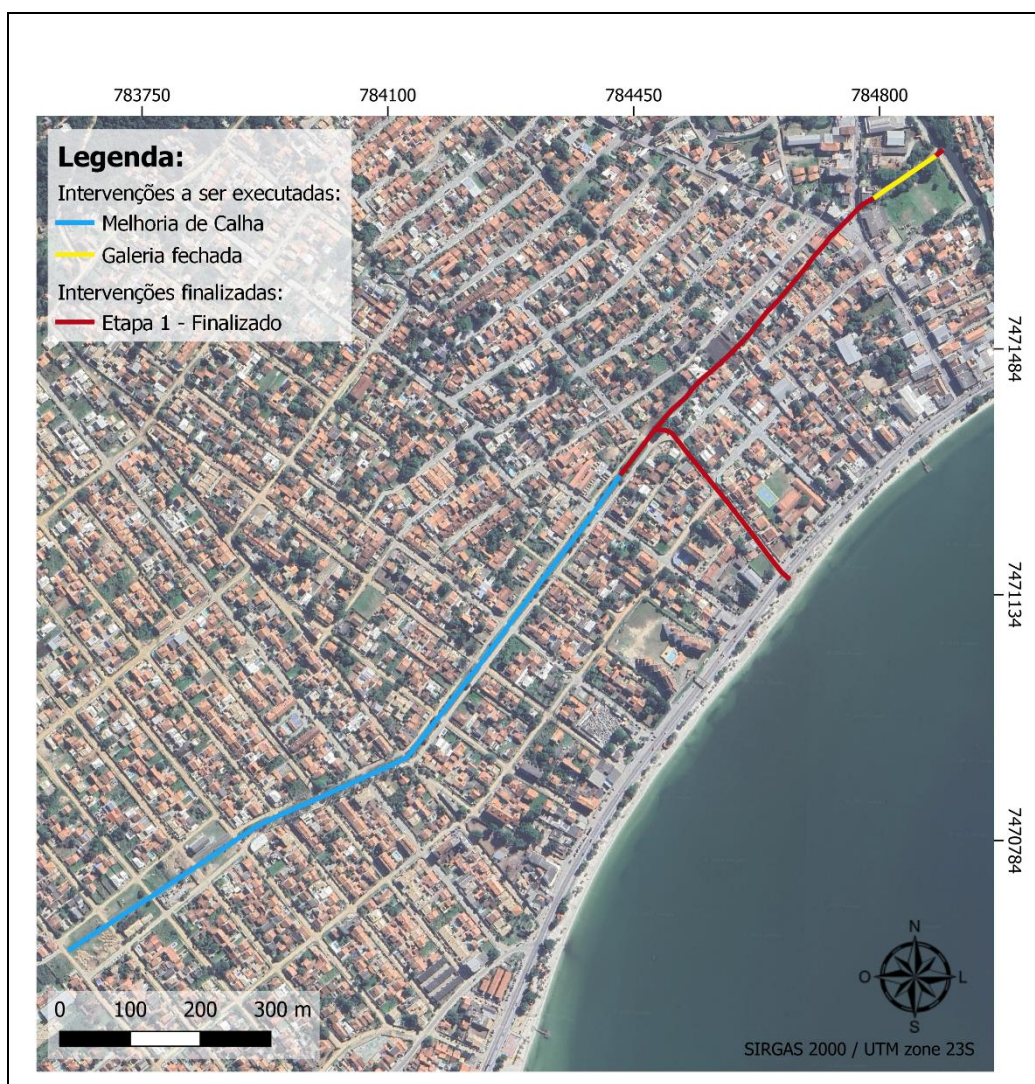 783750 784100 784450 784800
Legenda:
Intervenções a ser executadas:
Melhoria de Calha
Galeria fechada
Intervenções finalizadas:
Etapa 1 - Finalizado
7471484
7471134
7470784
N
O L
S
0 100 200 300 m
SIRGAS 2000 / UTM zone 23S